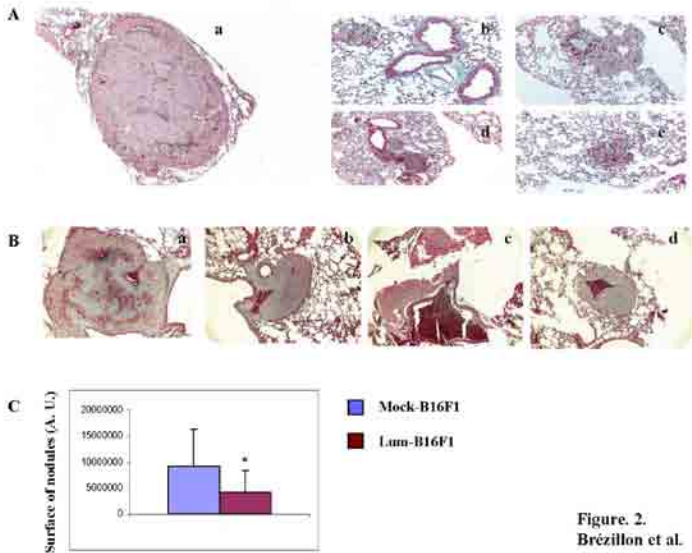 A
a
b
c
d
e
B
a
b
c
d
C
Surface of nodules (A. U.)
20000000
15000000
10000000
5000000
0
*
Mock-B16F1
Lum-B16F1
Figure. 2.
Brézillon et al.